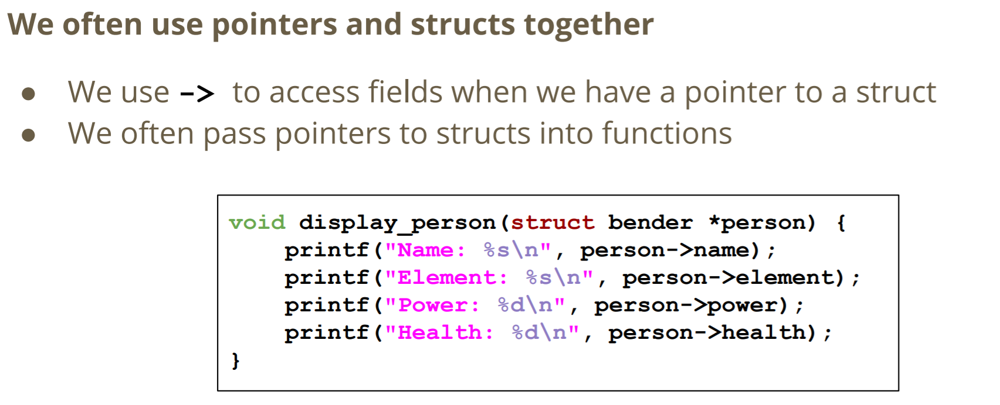 We often use pointers and structs together
● We use -> to access fields when we have a pointer to a struct
● We often pass pointers to structs into functions
void display_person(struct bender *person) {
    printf("Name: %s\n", person->name);
    printf("Element: %s\n", person->element);
    printf("Power: %d\n", person->power);
    printf("Health: %d\n", person->health);
}